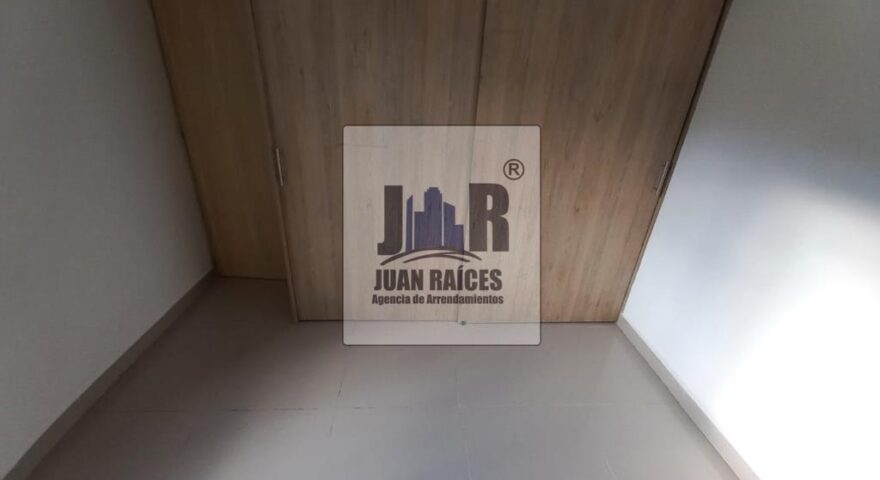 ®
J R
JUAN RAÍCES
Agencia de Arrendamientos